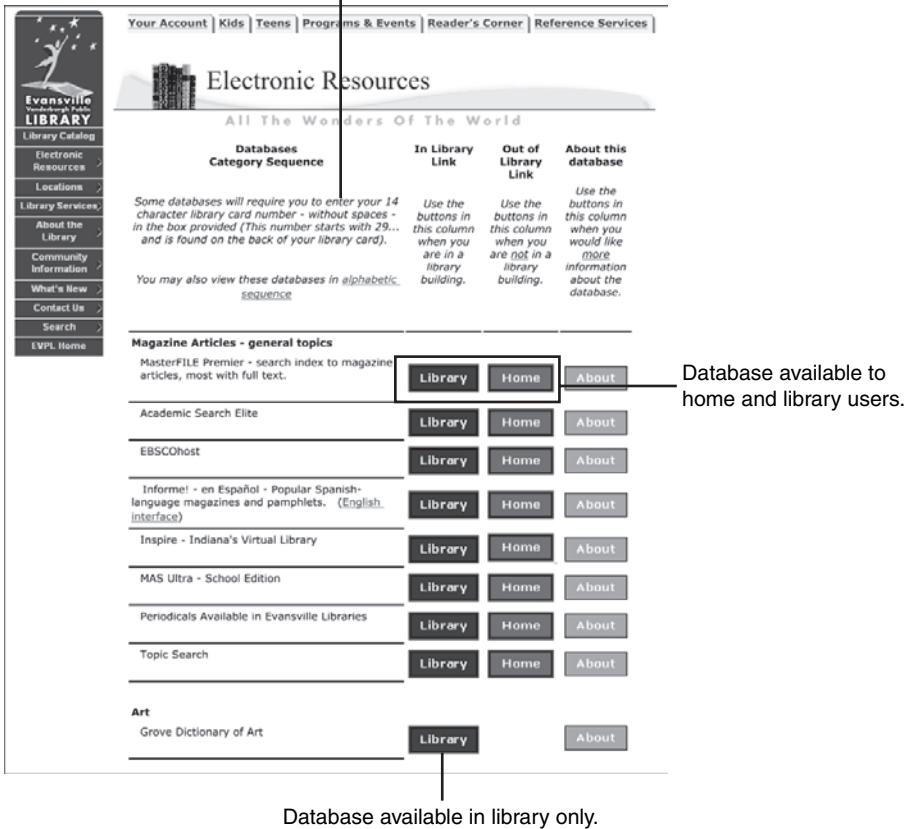 Your Account Kids Teens Programs & Events Reader's Corner Reference Services
Evansville
Vanderburgh Public
LIBRARY
Library Catalog
Electronic
Resources
Locations
Library Services
About the
Library
Community
Information
What's New
Contact Us
Search
EVPL Home
Electronic Resources
All The Wonders Of The World
Databases
Category Sequence
Some databases will require you to enter your 14
character library card number - without spaces -
in the box provided (This number starts with 29...
and is found on the back of your library card).
You may also view these databases in alphabetic
sequence
In Library
Link
Use the
buttons in
this column
when you
are in a
library
building.
Out of
Library
Link
Use the
buttons in
this column
when you
are not in a
library
building.
About this
database
Use the
buttons in
this column
when you
would like
more
information
about the
database.
Magazine Articles - general topics
MasterFILE Premier - search index to magazine
articles, most with full text.
Library Home About
Database available to
home and library users.
Academic Search Elite
Library Home About
EBSCOhost
Library Home About
Informe! - en Español - Popular Spanish-
language magazines and pamphlets. (English
interface)
Library Home About
Inspire - Indiana's Virtual Library
Library Home About
MAS Ultra - School Edition
Library Home About
Periodicals Available in Evansville Libraries
Library Home About
Topic Search
Library Home About
Art
Grove Dictionary of Art
Library About
Database available in library only.